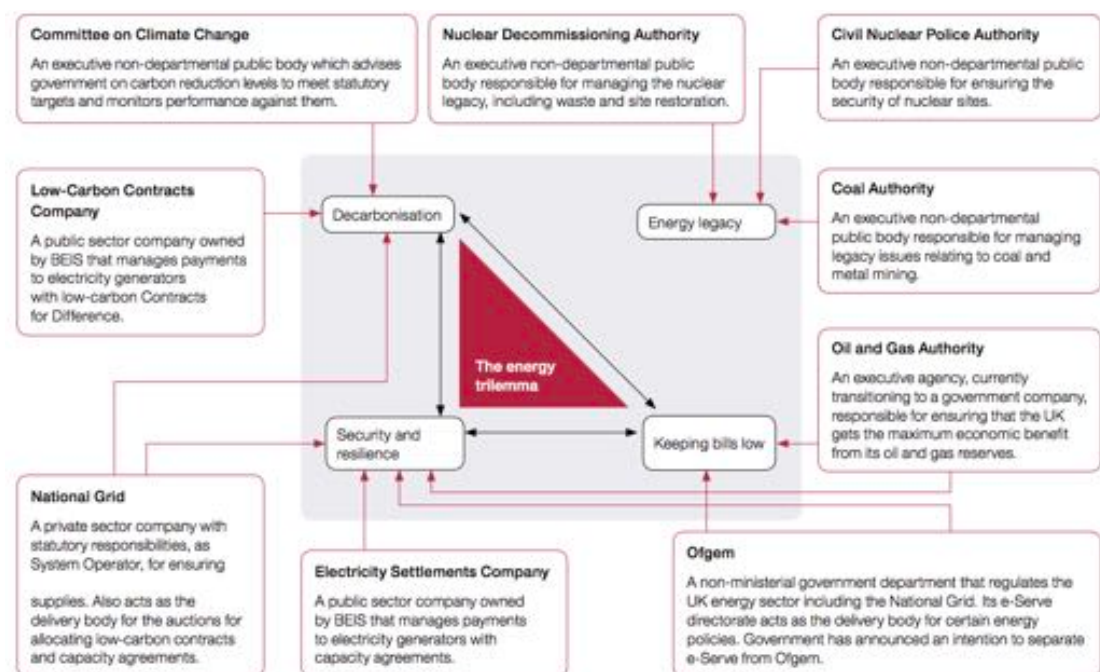 Committee on Climate Change
An executive non-departmental public body which advises
government on carbon reduction levels to meet statutory
targets and monitors performance against them.
Nuclear Decommissioning Authority
An executive non-departmental public
body responsible for managing the nuclear
legacy, including waste and site restoration.
Civil Nuclear Police Authority
An executive non-departmental public
body responsible for ensuring the
security of nuclear sites.
Low-Carbon Contracts
Company
A public sector company owned
by BEIS that manages payments
to electricity generators
with low-carbon Contracts
for Difference.
Decarbonisation
Energy legacy
Coal Authority
An executive non-departmental
public body responsible for managing
legacy issues relating to coal and
metal mining.
The energy
trilemma
Oil and Gas Authority
An executive agency, currently
transitioning to a government company,
responsible for ensuring that the UK
gets the maximum economic benefit
from its oil and gas reserves.
Security and
resilience
Keeping bills low
National Grid
A private sector company with
statutory responsibilities, as
System Operator, for ensuring
supplies. Also acts as the
delivery body for the auctions for
allocating low-carbon contracts
and capacity agreements.
Electricity Settlements Company
A public sector company owned
by BEIS that manages payments
to electricity generators with
capacity agreements.
Ofgem
A non-ministerial government department that regulates the
UK energy sector including the National Grid. Its e-Serve
directorate acts as the delivery body for certain energy
policies. Government has announced an intention to separate
e-Serve from Ofgem.